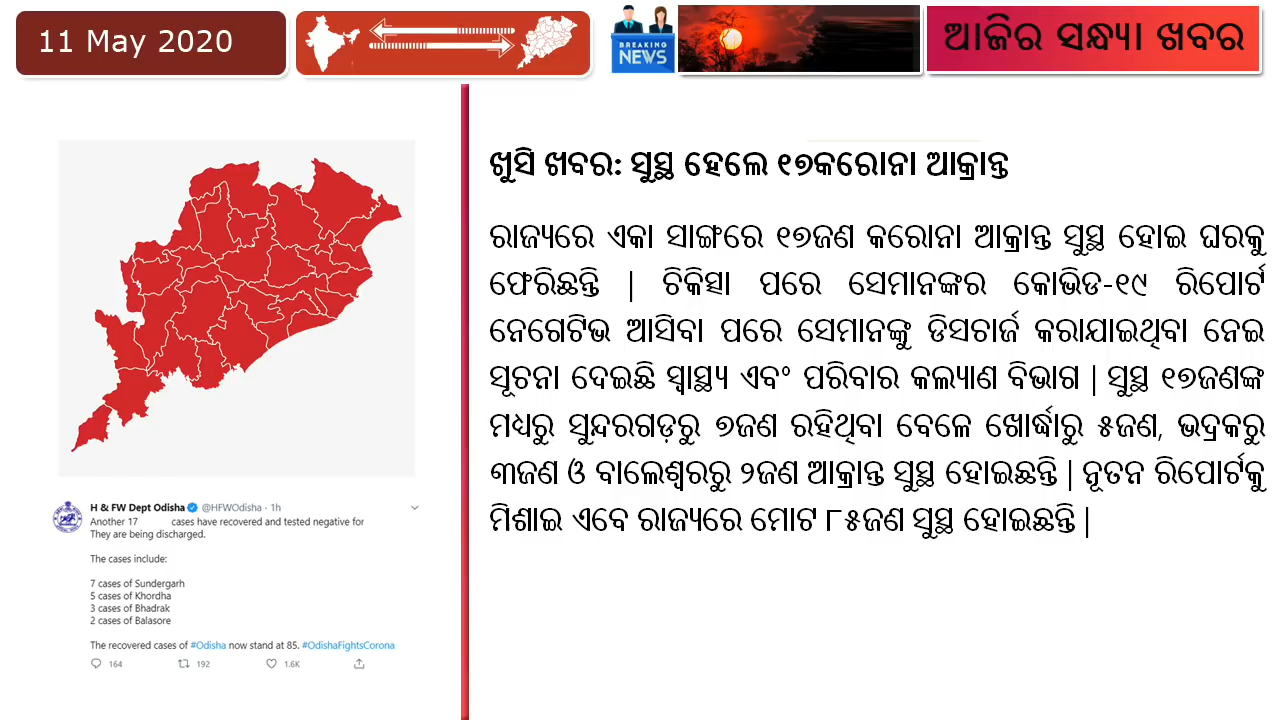 11 May 2020
BREAKING
NEWS
ଆଜିର ସନ୍ଧ୍ୟା ଖବର
ଖୁସି ଖବର: ସୁସ୍ଥ ହେଲେ ୧୭କରୋନା ଆକ୍ରାନ୍ତ
ରାଜ୍ୟରେ ଏକା ସାଙ୍ଗରେ ୧୭ଜଣ କରୋନା ଆକ୍ରାନ୍ତ ସୁସ୍ଥ ହୋଇ ଘରକୁ
ଫେରିଛନ୍ତି | ଚିକିତ୍ସା ପରେ ସେମାନଙ୍କର କୋଭିଡ-୧୯ ରିପୋର୍ଟ
ନେଗେଟିଭ ଆସିବା ପରେ ସେମାନଙ୍କୁ ଡିସଚାର୍ଜ କରାଯାଇଥିବା ନେଇ
ସୂଚନା ଦେଇଛି ସ୍ୱାସ୍ଥ୍ୟ ଏବଂ ପରିବାର କଲ୍ୟାଣ ବିଭାଗ | ସୁସ୍ଥ ୧୭ଜଣଙ୍କ
ମଧ୍ୟରୁ ସୁନ୍ଦରଗଡ଼ରୁ ୭ଜଣ ରହିଥିବା ବେଳେ ଖୋର୍ଦ୍ଧାରୁ ୫ଜଣ, ଭଦ୍ରକରୁ
୩ଜଣ ଓ ବାଲେଶ୍ୱରରୁ ୨ଜଣ ଆକ୍ରାନ୍ତ ସୁସ୍ଥ ହୋଇଛନ୍ତି | ନୂତନ ରିପୋର୍ଟକୁ
ମିଶାଇ ଏବେ ରାଜ୍ୟରେ ମୋଟ ୮୫ଜଣ ସୁସ୍ଥ ହୋଇଛନ୍ତି |
H & FW Dept Odisha @HFWOdisha · 1h
Another 17 cases have recovered and tested negative for
They are being discharged.
The cases include:
7 cases of Sundergarh
5 cases of Khordha
3 cases of Bhadrak
2 cases of Balasore
The recovered cases of #Odisha now stand at 85. #OdishaFightsCorona
164 192 1.6K